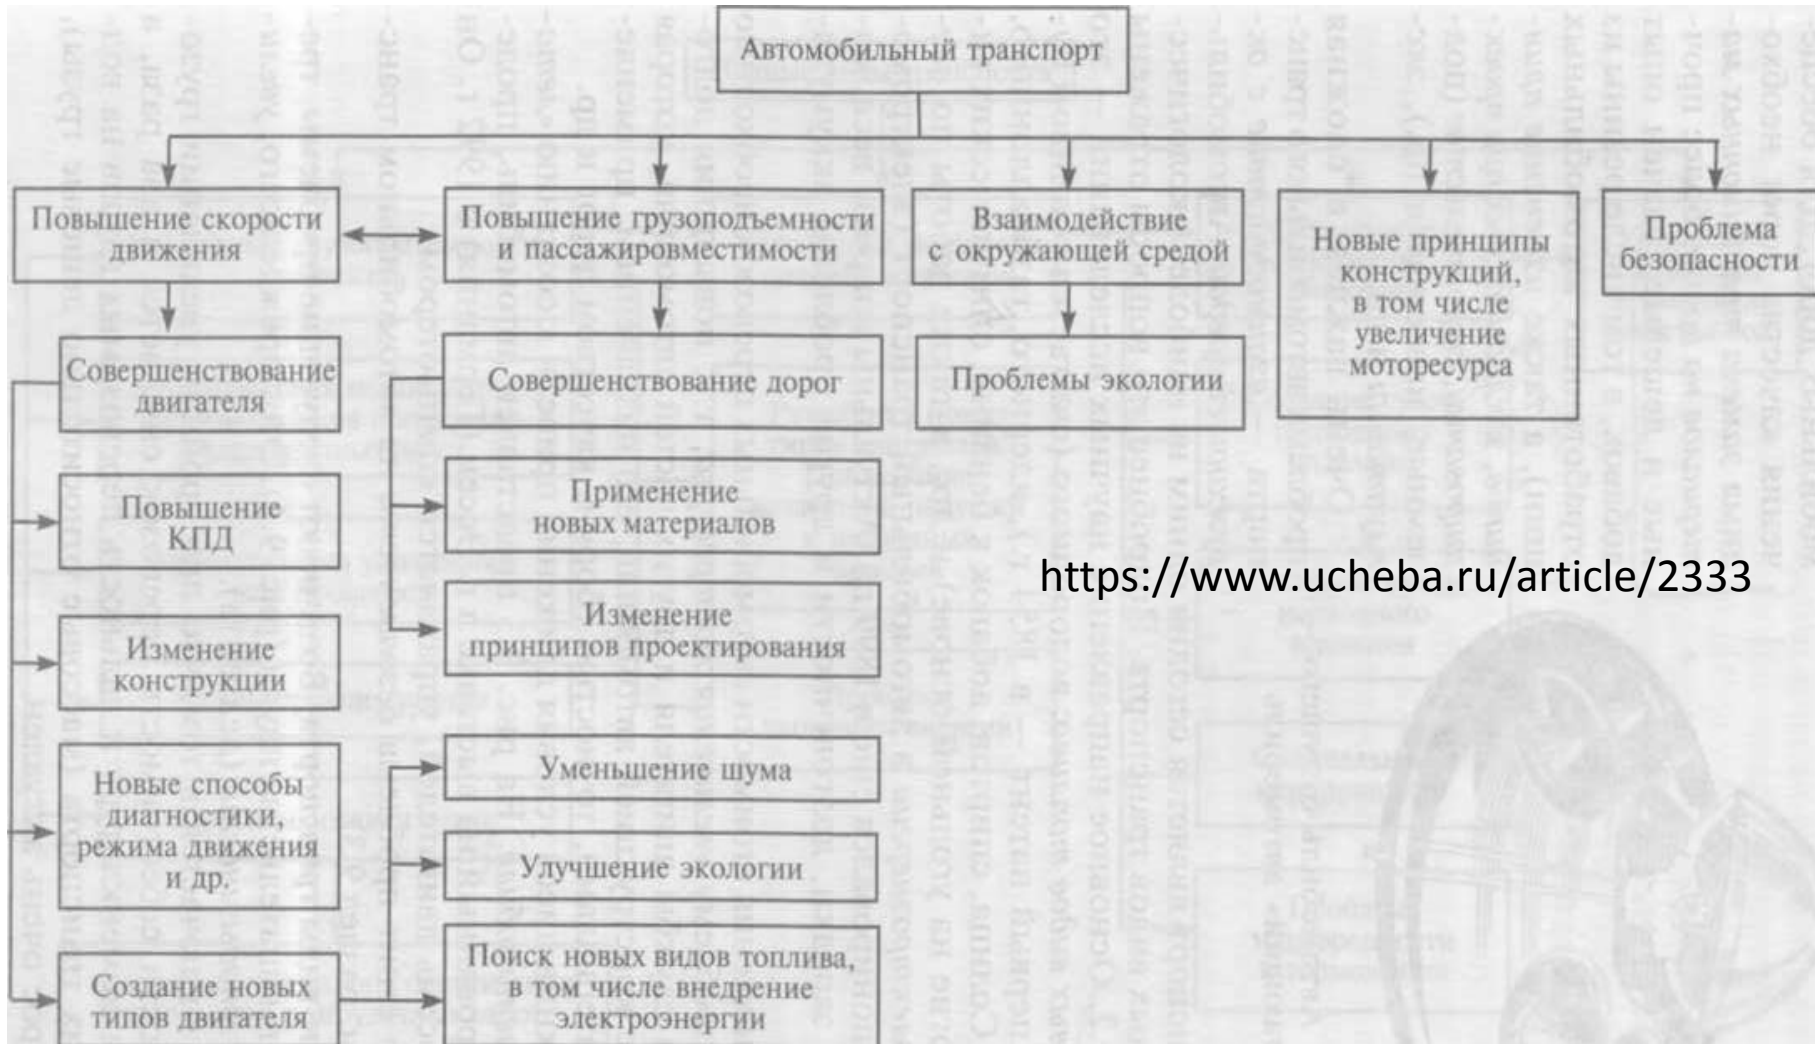 Автомобильный транспорт
Повышение скорости
движения
Повышение грузоподъемности
и пассажировместимости
Взаимодействие
с окружающей средой
Новые принципы
конструкций,
в том числе
увеличение
моторесурса
Проблема
безопасности
Совершенствование
двигателя
Совершенствование дорог
Проблемы экологии
Повышение
КПД
Применение
новых материалов
https://www.ucheba.ru/article/2333
Изменение
конструкции
Изменение
принципов проектирования
Новые способы
диагностики,
режима движения
и др.
Уменьшение шума
Улучшение экологии
Создание новых
типов двигателя
Поиск новых видов топлива,
в том числе внедрение
электроэнергии